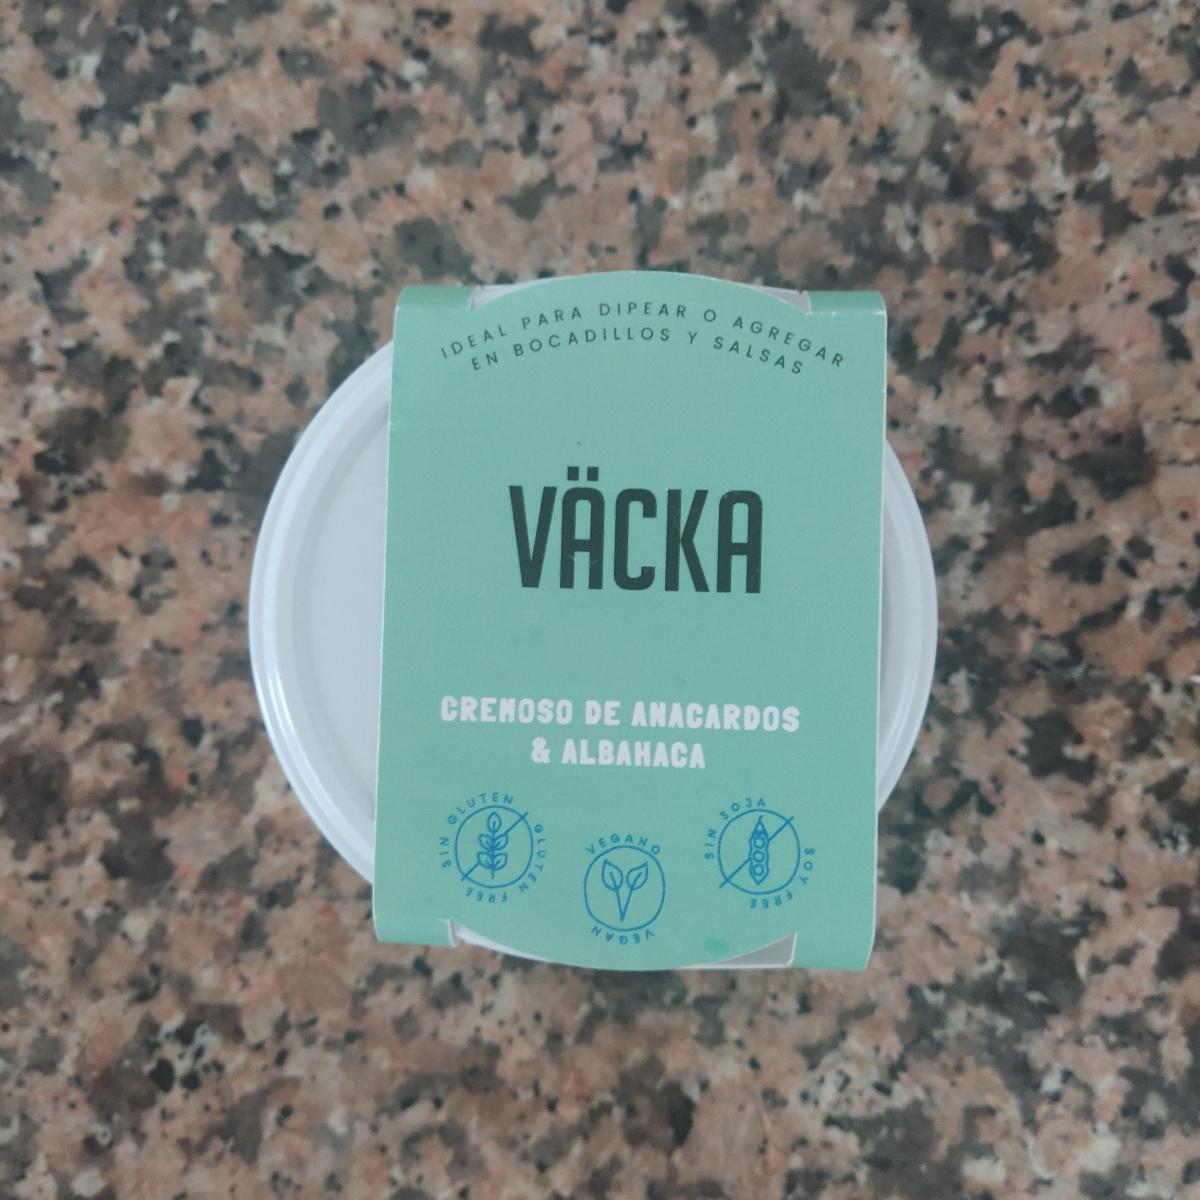 IDEAL PARA DIPEAR O AGREGAR
EN BOCADILLOS Y SALSAS
VÄCKA
CREMOSO DE ANACARDOS
& ALBAHACA
SIN GLUTEN
GLUTEN FREE
VEGANO
VEGAN
SIN SOJA
SOY FREE